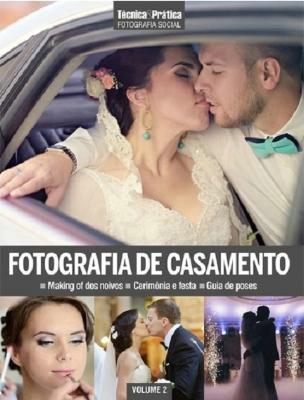 Técnica&Prática
FOTOGRAFIA SOCIAL
FOTOGRAFIA DE CASAMENTO
Making of dos noivos Cerimônia e festa Guia de poses
VOLUME 2